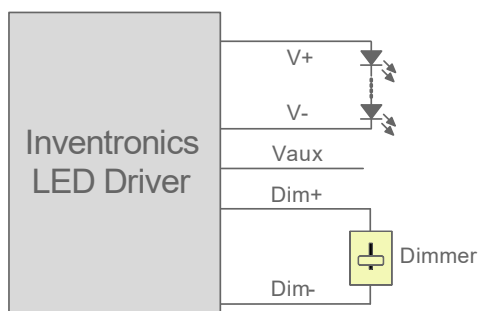 V+
V-
Inventronics
LED Driver
Vaux
Dim+
Dimmer
Dim-